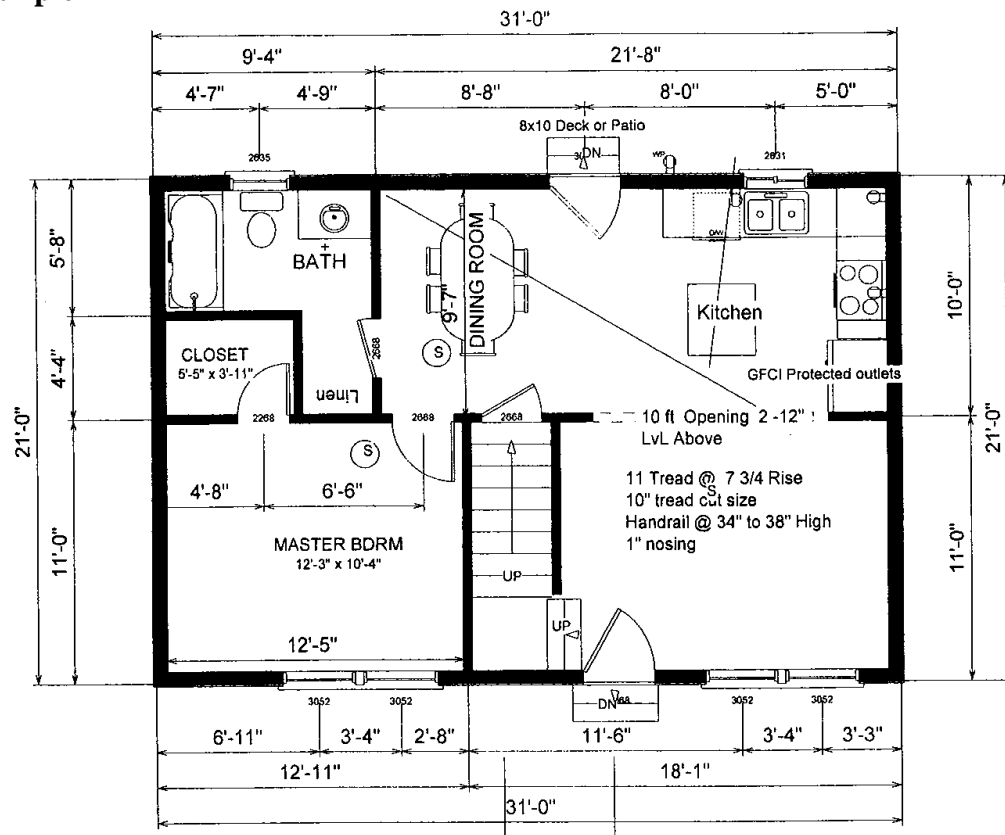 31'-0"
9'-4"
21'-8"
4'-7"
4'-9"
8'-8"
8'-0"
5'-0"
8x10 Deck or Patio
DN
WP
2635
2631
5'-8"
BATH
DINING ROOM
9'-7"
D/W
Kitchen
10'-0"
4'-4"
CLOSET
5'-5" x 3'-11"
2668
Linen
S
GFCI Protected outlets
21'-0"
2268
2668
2668
10 ft Opening 2 -12"
LvL Above
21'-0"
S
4'-8"
6'-6"
11 Tread @ 7 3/4 Rise
10" tread cut size
S
Handrail @ 34" to 38" High
1" nosing
11'-0"
MASTER BDRM
12'-3" x 10'-4"
11'-0"
UP
UP
12'-5"
3052
3052
DN
3052
3052
6'-11"
3'-4"
2'-8"
11'-6"
3'-4"
3'-3"
12'-11"
18'-1"
31'-0"